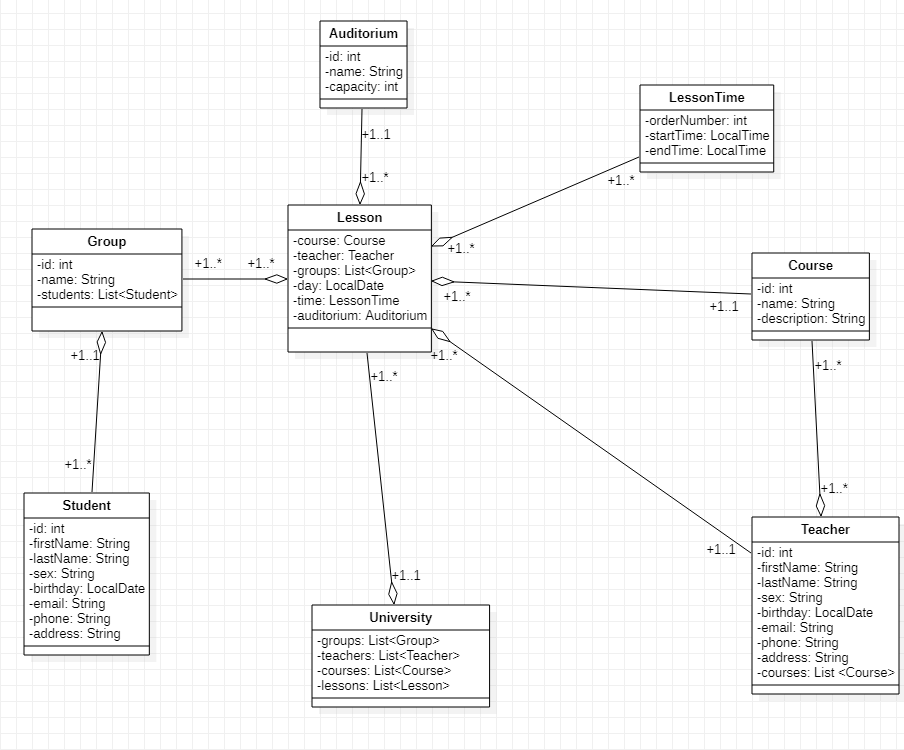 Auditorium
-id: int
-name: String
-capacity: int
+1..1
+1..*
LessonTime
-orderNumber: int
-startTime: LocalTime
-endTime: LocalTime
+1..*
+1..*
Lesson
-course: Course
-teacher: Teacher
-groups: List<Group>
-day: LocalDate
-time: LessonTime
-auditorium: Auditorium
Group
-id: int
-name: String
-students: List<Student>
+1..*
+1..*
Course
-id: int
-name: String
-description: String
+1..*
+1..1
+1..1
+1..*
+1..*
+1..*
+1..*
+1..*
+1..1
+1..1
Student
-id: int
-firstName: String
-lastName: String
-sex: String
-birthday: LocalDate
-email: String
-phone: String
-address: String
University
-groups: List<Group>
-teachers: List<Teacher>
-courses: List<Course>
-lessons: List<Lesson>
Teacher
-id: int
-firstName: String
-lastName: String
-sex: String
-birthday: LocalDate
-email: String
-phone: String
-address: String
-courses: List <Course>